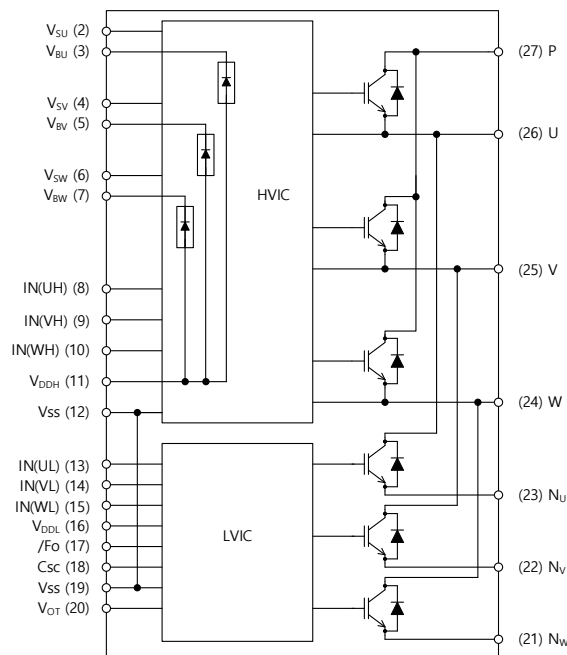 VSU (2)
VBU (3)
VSV (4)
VBV (5)
VSW (6)
VBW (7)
IN(UH) (8)
IN(VH) (9)
IN(WH) (10)
VDDH (11)
Vss (12)
IN(UL) (13)
IN(VL) (14)
IN(WL) (15)
VDDL (16)
/Fo (17)
Csc (18)
Vss (19)
VOT (20)
HVIC
LVIC
(27) P
(26) U
(25) V
(24) W
(23) NU
(22) NV
(21) NW